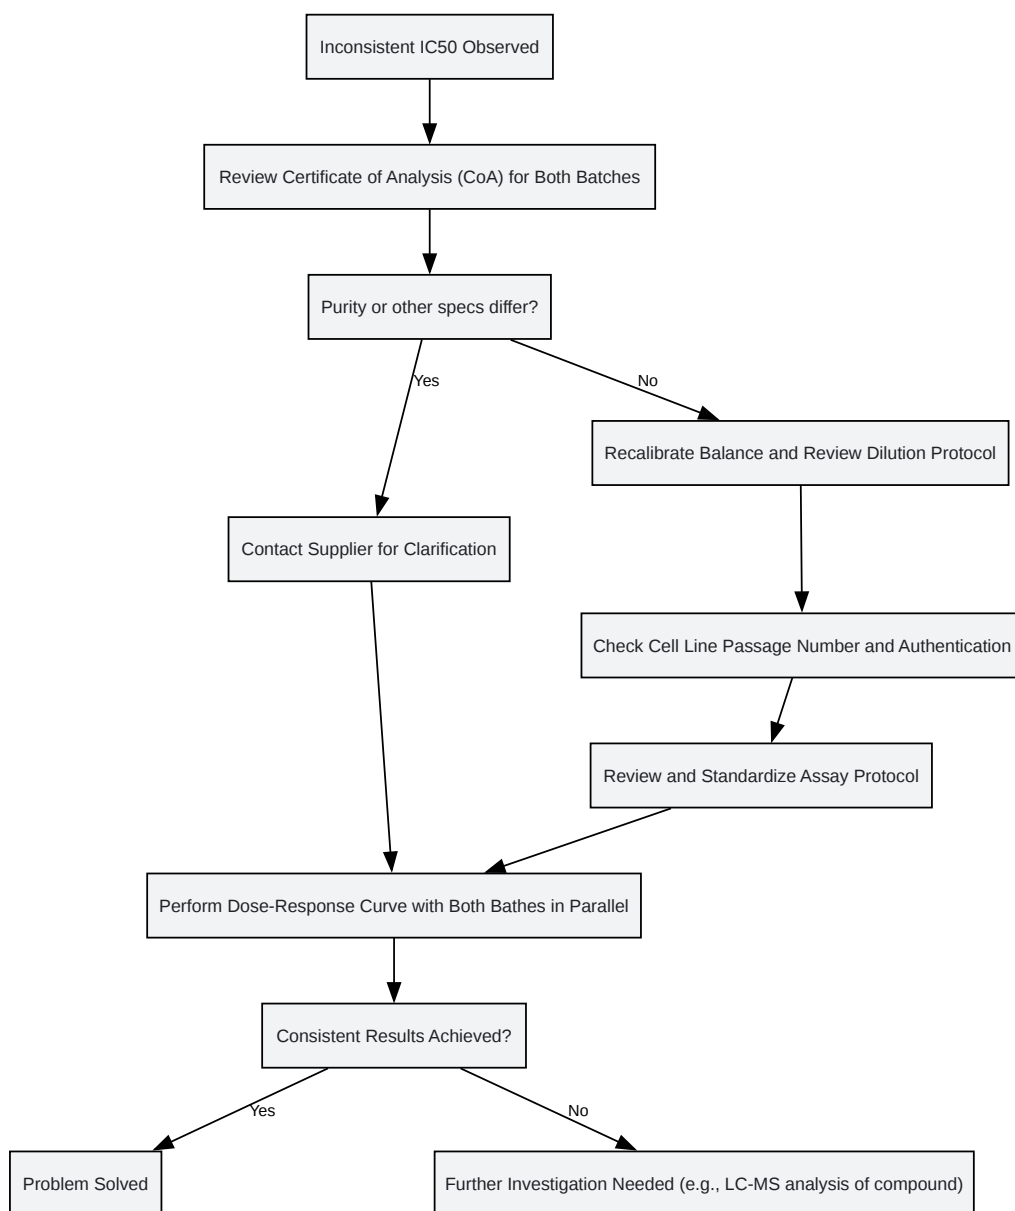 Inconsistent IC50 Observed
Review Certificate of Analysis (CoA) for Both Batches
Purity or other specs differ?
Yes
No
Recalibrate Balance and Review Dilution Protocol
Contact Supplier for Clarification
Check Cell Line Passage Number and Authentication
Review and Standardize Assay Protocol
Perform Dose-Response Curve with Both Bathes in Parallel
Consistent Results Achieved?
Yes
No
Problem Solved
Further Investigation Needed (e.g., LC-MS analysis of compound)